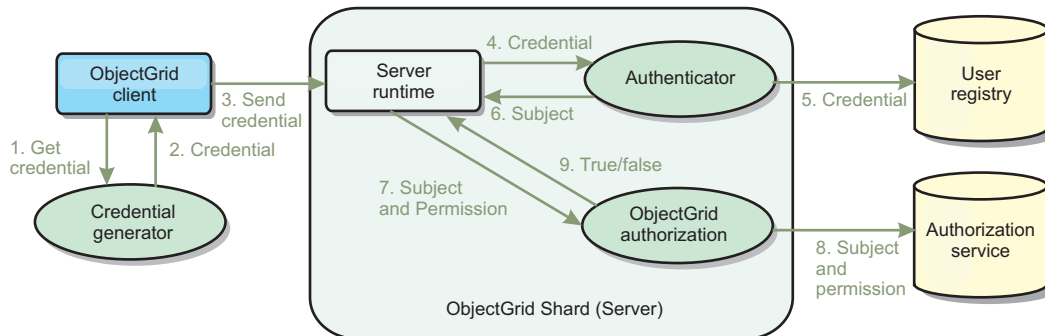 ObjectGrid
client
1. Get
credential
2. Credential
Credential
generator
3. Send
credential
Server
runtime
4. Credential
Authenticator
6. Subject
5. Credential
User
registry
9. True/false
7. Subject
and Permission
ObjectGrid
authorization
8. Subject
and
permission
Authorization
service
ObjectGrid Shard (Server)